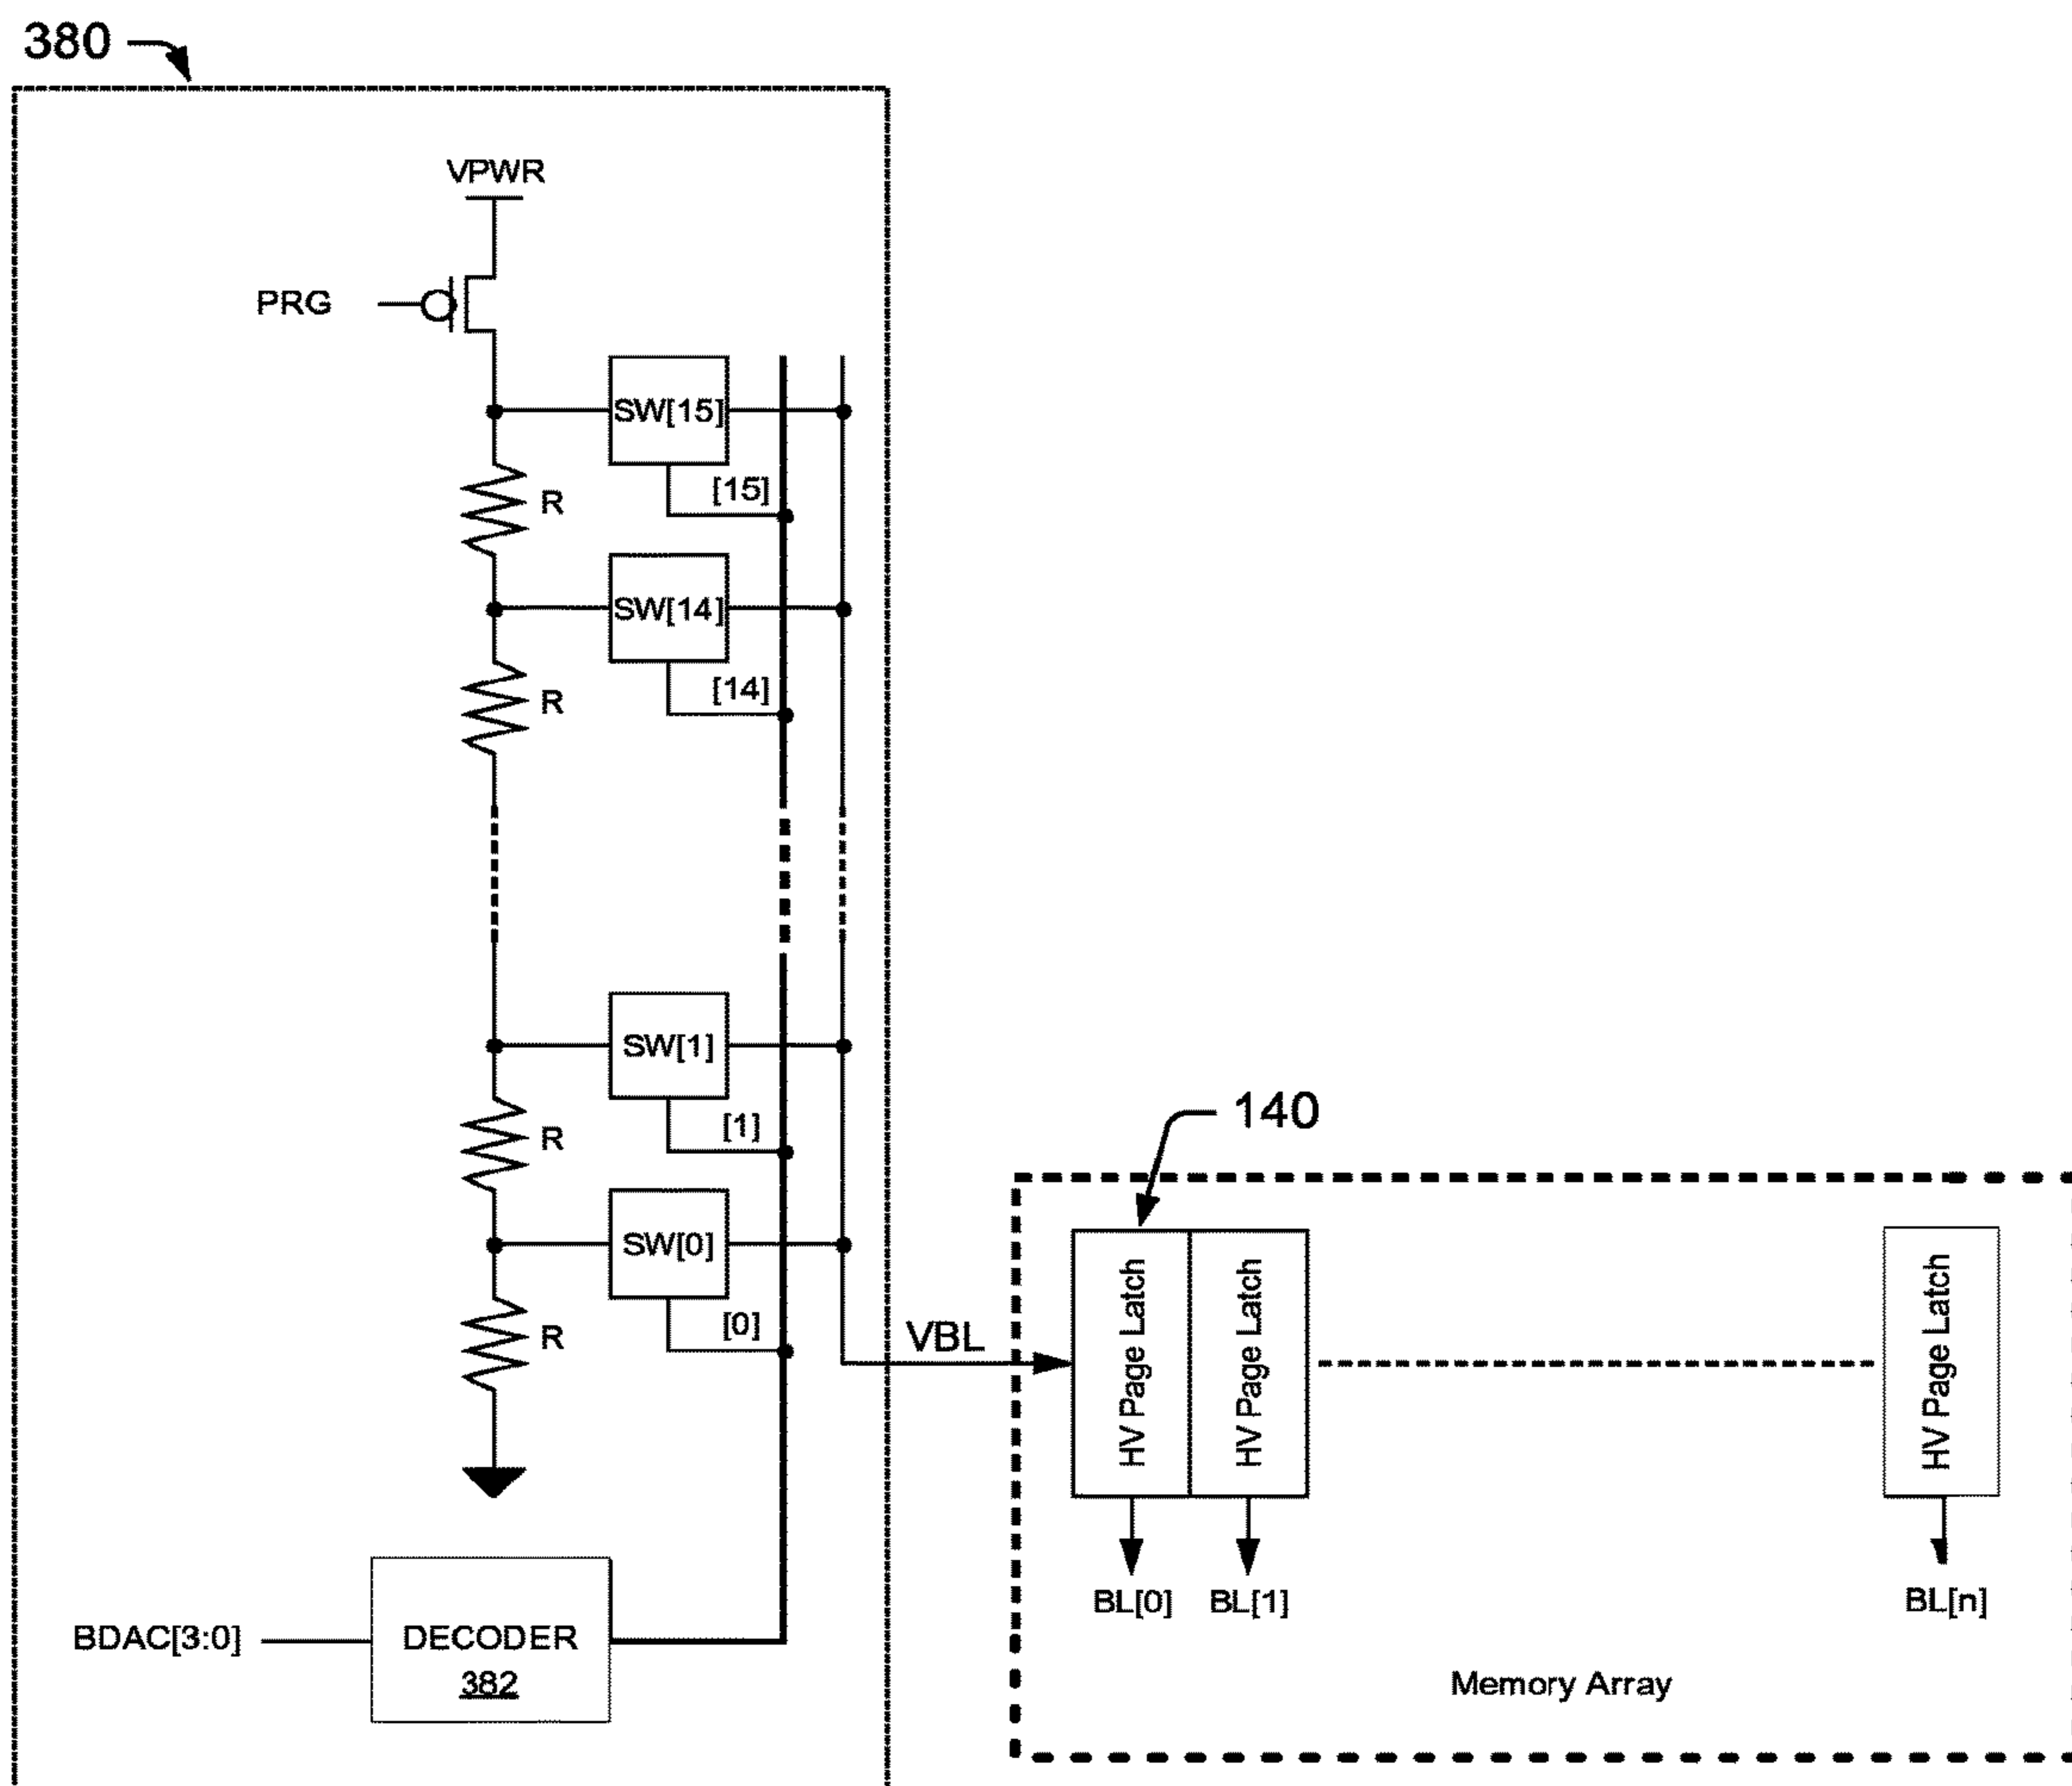 380
VPWR
PRG
SW[15]
[15]
R
SW[14]
[14]
R
SW[1]
[1]
R
SW[0]
[0]
R
VBL
140
HV Page Latch
HV Page Latch
HV Page Latch
BL[0]
BL[1]
BL[n]
BDAC[3:0]
DECODER
382
Memory Array